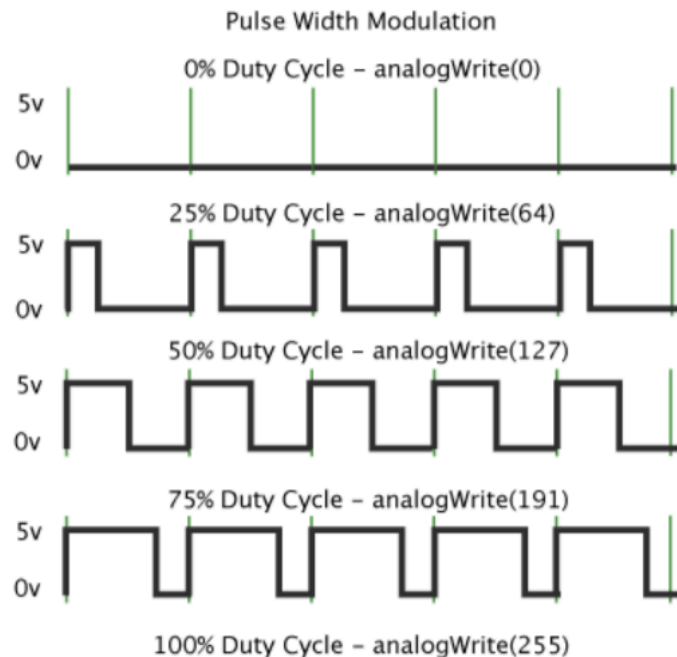 Pulse Width Modulation
0% Duty Cycle – analogWrite(0)
5v
0v
25% Duty Cycle – analogWrite(64)
5v
0v
50% Duty Cycle – analogWrite(127)
5v
0v
75% Duty Cycle – analogWrite(191)
5v
0v
100% Duty Cycle – analogWrite(255)